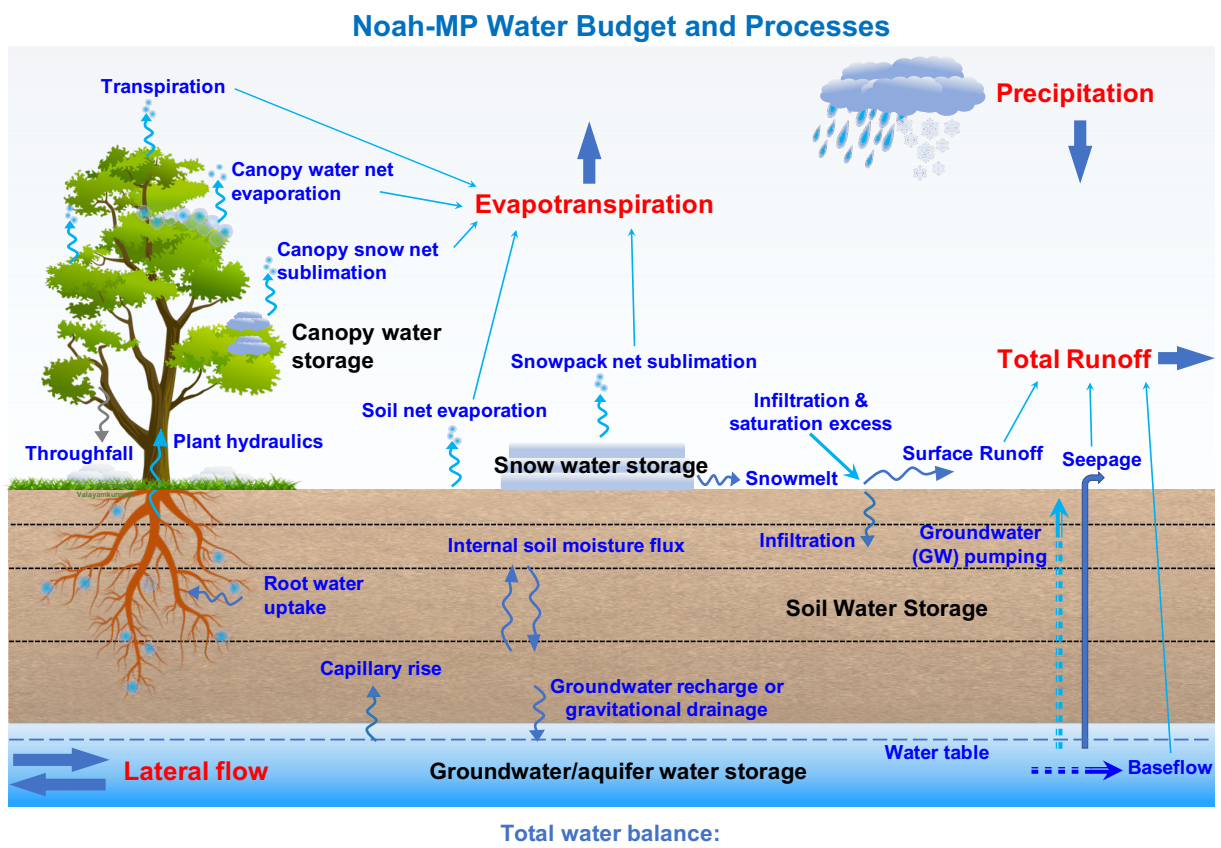 Noah-MP Water Budget and Processes
Transpiration
Precipitation
Canopy water net
evaporation
Evapotranspiration
Canopy snow net
sublimation
Canopy water
storage
Snowpack net sublimation
Total Runoff
Soil net evaporation
Infiltration &
saturation excess
Throughfall
Plant hydraulics
Surface Runoff
Seepage
Snow water storage
Snowmelt
Internal soil moisture flux
Infiltration
Groundwater
(GW) pumping
Root water
uptake
Soil Water Storage
Capillary rise
Groundwater recharge or
gravitational drainage
Water table
Lateral flow
Groundwater/aquifer water storage
Baseflow
Total water balance: